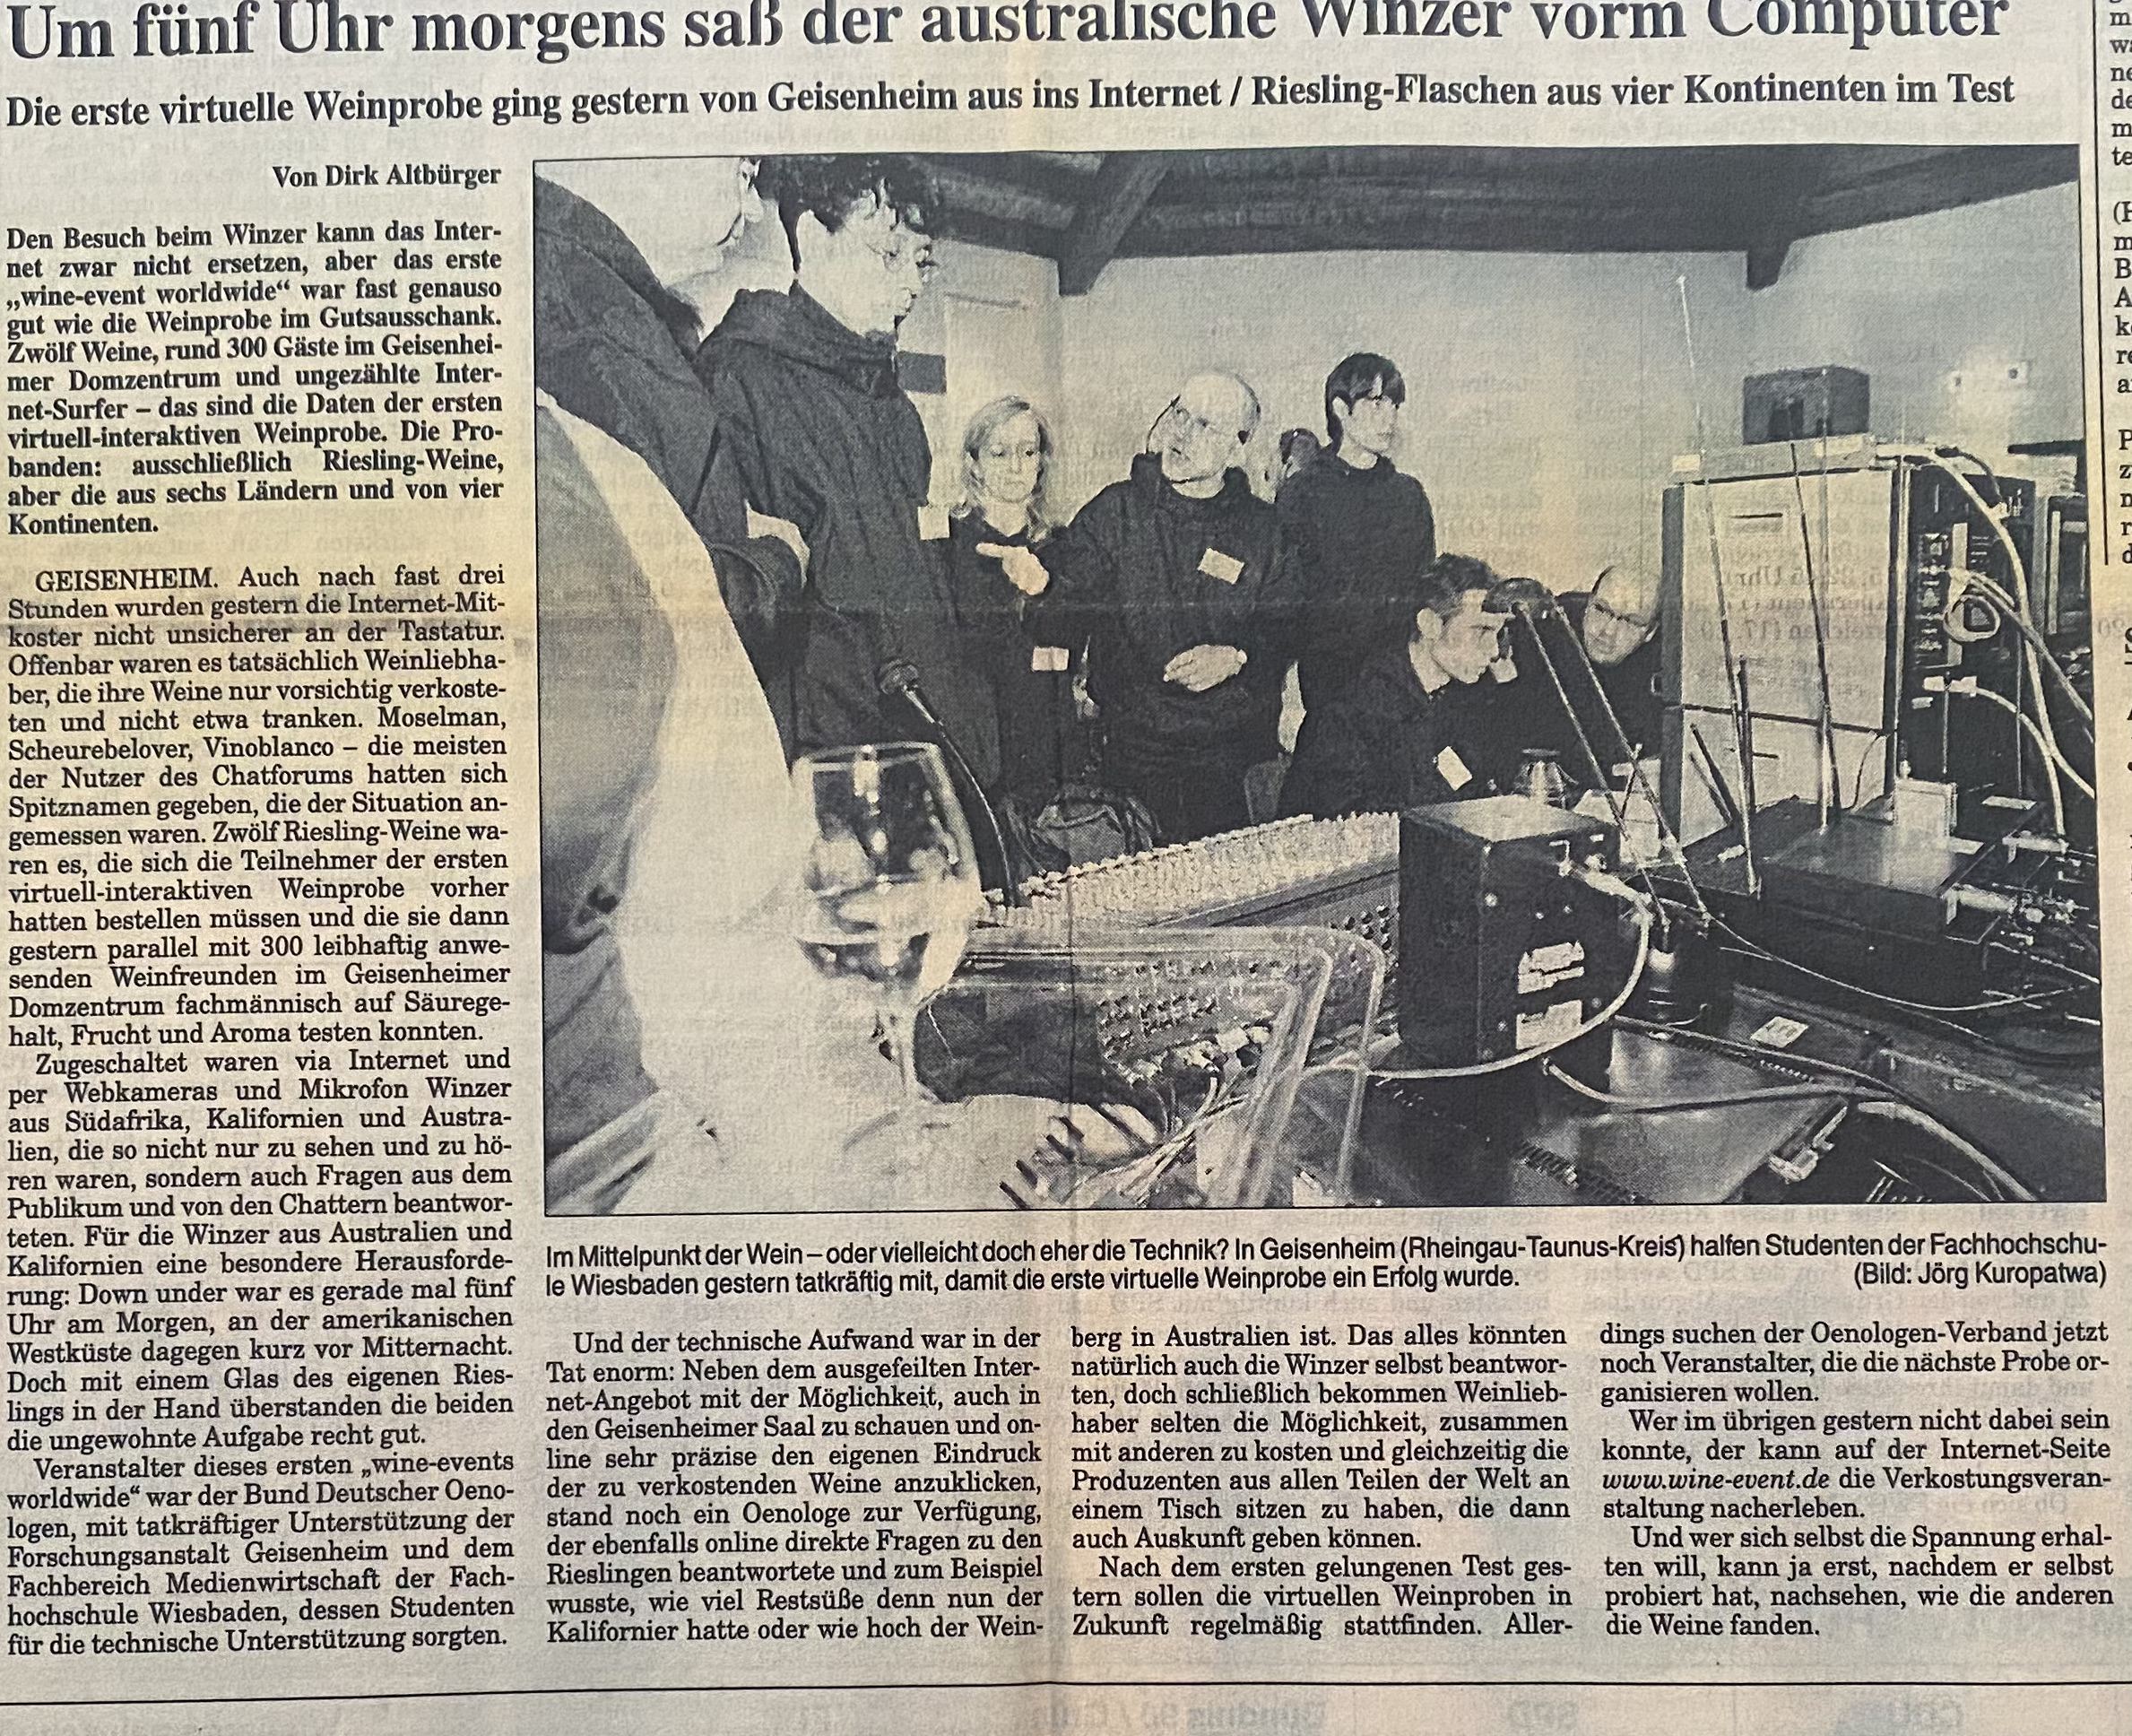 Um fünf Uhr morgens saß der australische Winzer vorm Computer
Die erste virtuelle Weinprobe ging gestern von Geisenheim aus ins Internet / Riesling-Flaschen aus vier Kontinenten im Test
Von Dirk Altbürger
Den Besuch beim Winzer kann das Inter-
net zwar nicht ersetzen, aber das erste
„wine-event worldwide“ war fast genauso
gut wie die Weinprobe im Gutsausschank.
Zwölf Weine, rund 300 Gäste im Geisenhei-
mer Domzentrum und ungezählte Inter-
net-Surfer – das sind die Daten der ersten
virtuell-interaktiven Weinprobe. Die Pro-
banden: ausschließlich Riesling-Weine,
aber die aus sechs Ländern und von vier
Kontinenten.
GEISENHEIM. Auch nach fast drei
Stunden wurden gestern die Internet-Mit-
koster nicht unsicherer an der Tastatur.
Offenbar waren es tatsächlich Weinliebha-
ber, die ihre Weine nur vorsichtig verkoste-
ten und nicht etwa tranken. Moselman,
Scheurebelover, Vinoblanco – die meisten
der Nutzer des Chatforums hatten sich
Spitznamen gegeben, die der Situation an-
gemessen waren. Zwölf Riesling-Weine wa-
ren es, die sich die Teilnehmer der ersten
virtuell-interaktiven Weinprobe vorher
hatten bestellen müssen und die sie dann
gestern parallel mit 300 leibhaftig anwe-
senden Weinfreunden im Geisenheimer
Domzentrum fachmännisch auf Säurege-
halt, Frucht und Aroma testen konnten.
Zugeschaltet waren via Internet und
per Webkameras und Mikrofon Winzer
aus Südafrika, Kalifornien und Austra-
lien, die so nicht nur zu sehen und zu hö-
ren waren, sondern auch Fragen aus dem
Publikum und von den Chattern beantwor-
teten. Für die Winzer aus Australien und
Kalifornien eine besondere Herausforde-
rung: Down under war es gerade mal fünf
Uhr am Morgen, an der amerikanischen
Westküste dagegen kurz vor Mitternacht.
Doch mit einem Glas des eigenen Ries-
lings in der Hand überstanden die beiden
die ungewohnte Aufgabe recht gut.
Veranstalter dieses ersten „wine-events
worldwide“ war der Bund Deutscher Oeno-
logen, mit tatkräftiger Unterstützung der
Forschungsanstalt Geisenheim und dem
Fachbereich Medienwirtschaft der Fach-
hochschule Wiesbaden, dessen Studenten
für die technische Unterstützung sorgten.
Im Mittelpunkt der Wein – oder vielleicht doch eher die Technik? In Geisenheim (Rheingau-Taunus-Kreis) halfen Studenten der Fachhochschu-
le Wiesbaden gestern tatkräftig mit, damit die erste virtuelle Weinprobe ein Erfolg wurde. (Bild: Jörg Kuropatwa)
Und der technische Aufwand war in der
Tat enorm: Neben dem ausgefeilten Inter-
net-Angebot mit der Möglichkeit, auch in
den Geisenheimer Saal zu schauen und on-
line sehr präzise den eigenen Eindruck
der zu verkostenden Weine anzuklicken,
stand noch ein Oenologe zur Verfügung,
der ebenfalls online direkte Fragen zu den
Rieslingen beantwortete und zum Beispiel
wusste, wie viel Restsüße denn nun der
Kalifornier hatte oder wie hoch der Wein-
berg in Australien ist. Das alles könnten
natürlich auch die Winzer selbst beantwor-
ten, doch schließlich bekommen Weinlieb-
haber selten die Möglichkeit, zusammen
mit anderen zu kosten und gleichzeitig die
Produzenten aus allen Teilen der Welt an
einem Tisch sitzen zu haben, die dann
auch Auskunft geben können.
Nach dem ersten gelungenen Test ges-
tern sollen die virtuellen Weinproben in
Zukunft regelmäßig stattfinden. Aller-
dings suchen der Oenologen-Verband jetzt
noch Veranstalter, die die nächste Probe or-
ganisieren wollen.
Wer im übrigen gestern nicht dabei sein
konnte, der kann auf der Internet-Seite
www.wine-event.de die Verkostungsveran-
staltung nacherleben.
Und wer sich selbst die Spannung erhal-
ten will, kann ja erst, nachdem er selbst
probiert hat, nachsehen, wie die anderen
die Weine fanden.